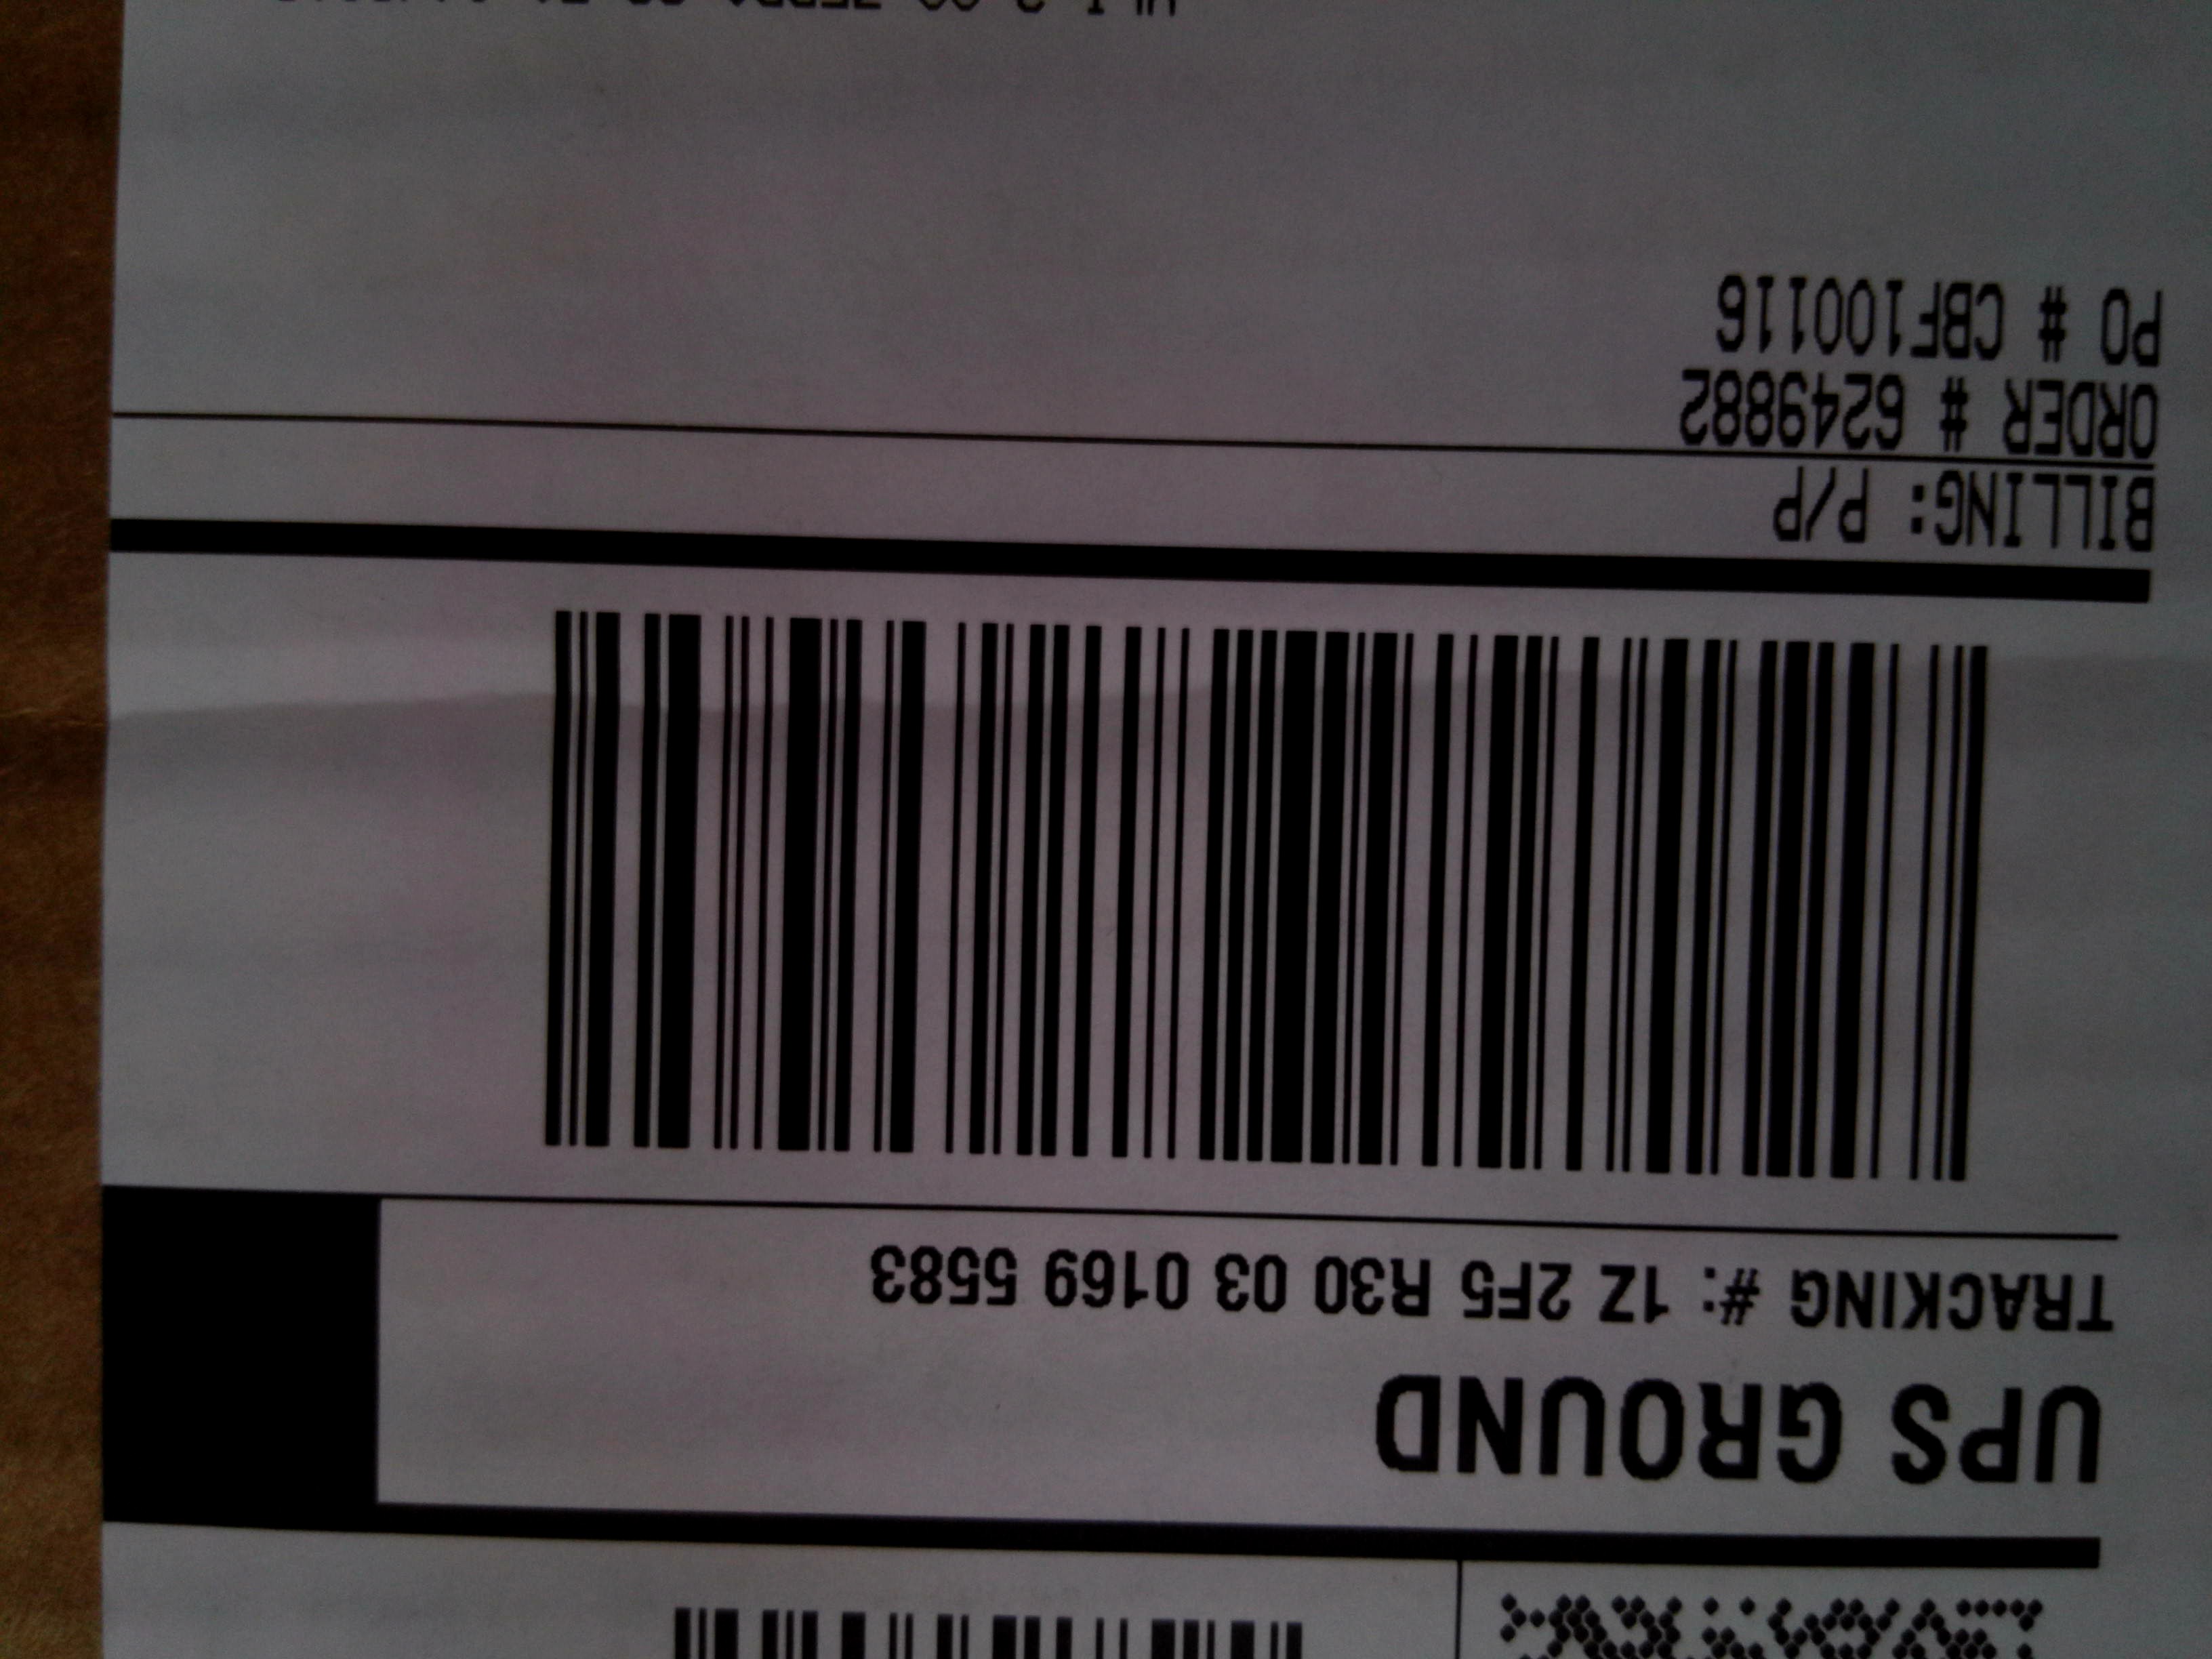 UPS GROUND
TRACKING #: 1Z 2F5 R30 03 0169 5583
BILLING: P/P
ORDER # 6249882
PO # CBF100116